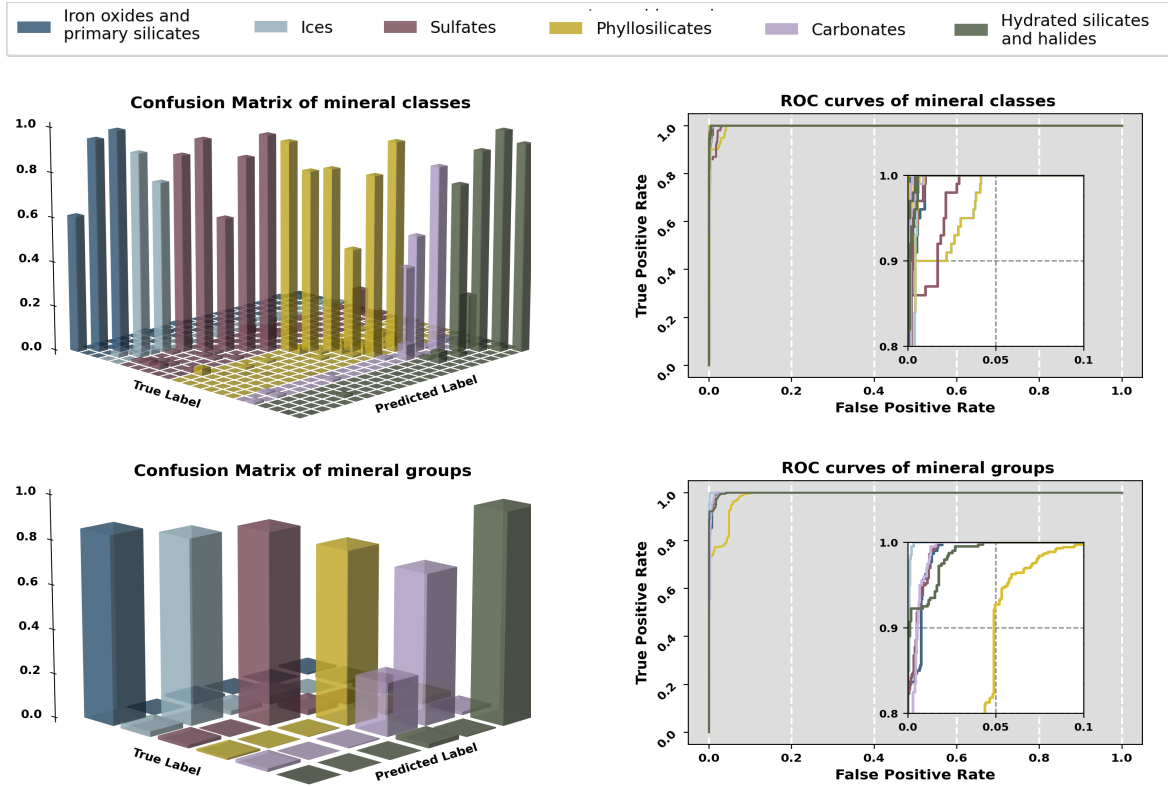 Iron oxides and
primary silicates
Ices
Sulfates
Phyllosilicates
Carbonates
Hydrated silicates
and halides
Confusion Matrix of mineral classes
1.0
0.8
0.6
0.4
0.2
0.0
True Label
Predicted Label
ROC curves of mineral classes
True Positive Rate
1.0
0.8
0.6
0.4
0.2
0.0
1.0
0.9
0.8
0.0
0.05
0.1
0.0
0.2
0.4
0.6
0.8
1.0
False Positive Rate
Confusion Matrix of mineral groups
1.0
0.8
0.6
0.4
0.2
0.0
True Label
Predicted Label
ROC curves of mineral groups
True Positive Rate
1.0
0.8
0.6
0.4
0.2
0.0
1.0
0.9
0.8
0.0
0.05
0.1
0.0
0.2
0.4
0.6
0.8
1.0
False Positive Rate